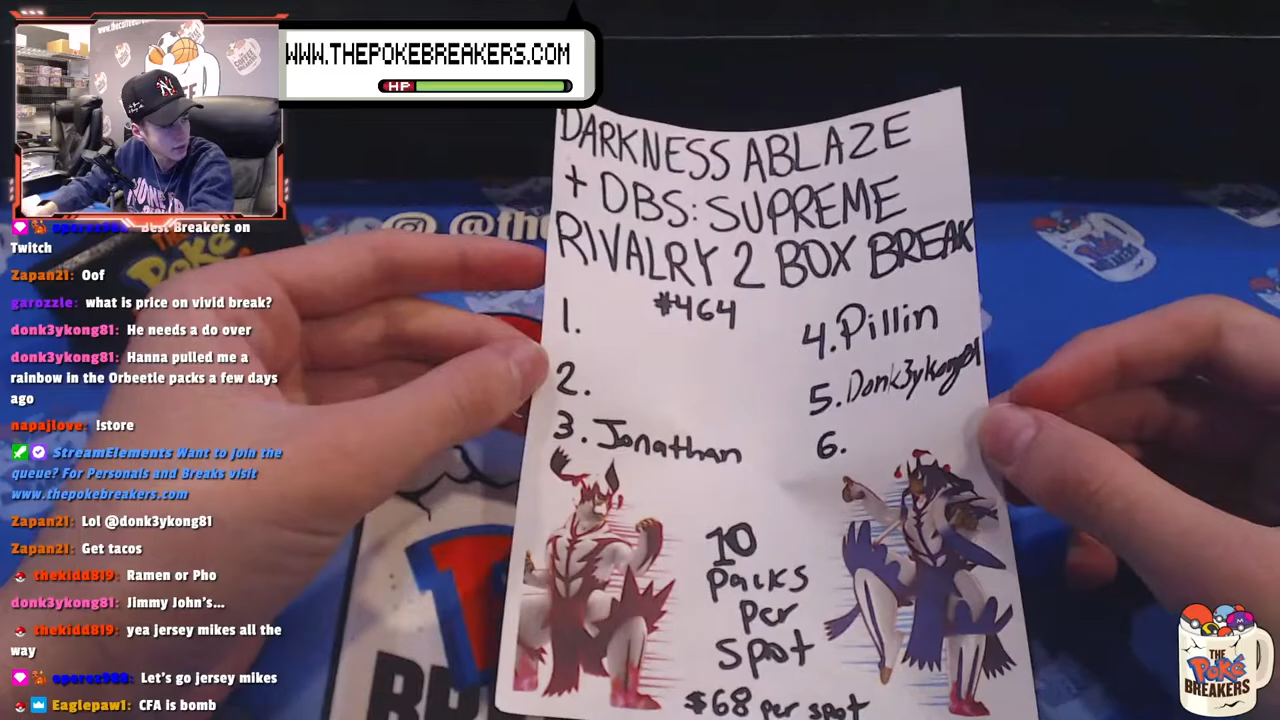 WWW.THEPOKEBREAKERS.COM
HP
DARKNESS ABLAZE
+ DBS: SUPREME
RIVALRY 2 BOX BREAK
#464
1.
2.
3. Jonathan
4. Pillin
5. Donk3ykong81
6.
10
Packs
Per
spot
$68 per spot
Best Breakers on
Twitch
Zapan21: Oof
garozzle: what is price on vivid break?
donk3ykong81: He needs a do over
donk3ykong81: Hanna pulled me a
rainbow in the Orbeetle packs a few days
ago
napajlove: !store
StreamElements Want to join the
queue? For Personals and Breaks visit
www.thepokebreakers.com
Zapan21: Lol @donk3ykong81
Zapan21: Get tacos
thekidd819: Ramen or Pho
donk3ykong81: Jimmy John's...
thekidd819: yea jersey mikes all the
way
Let's go jersey mikes
Eaglepaw1: CFA is bomb
THE
POKÉ
BREAKERS